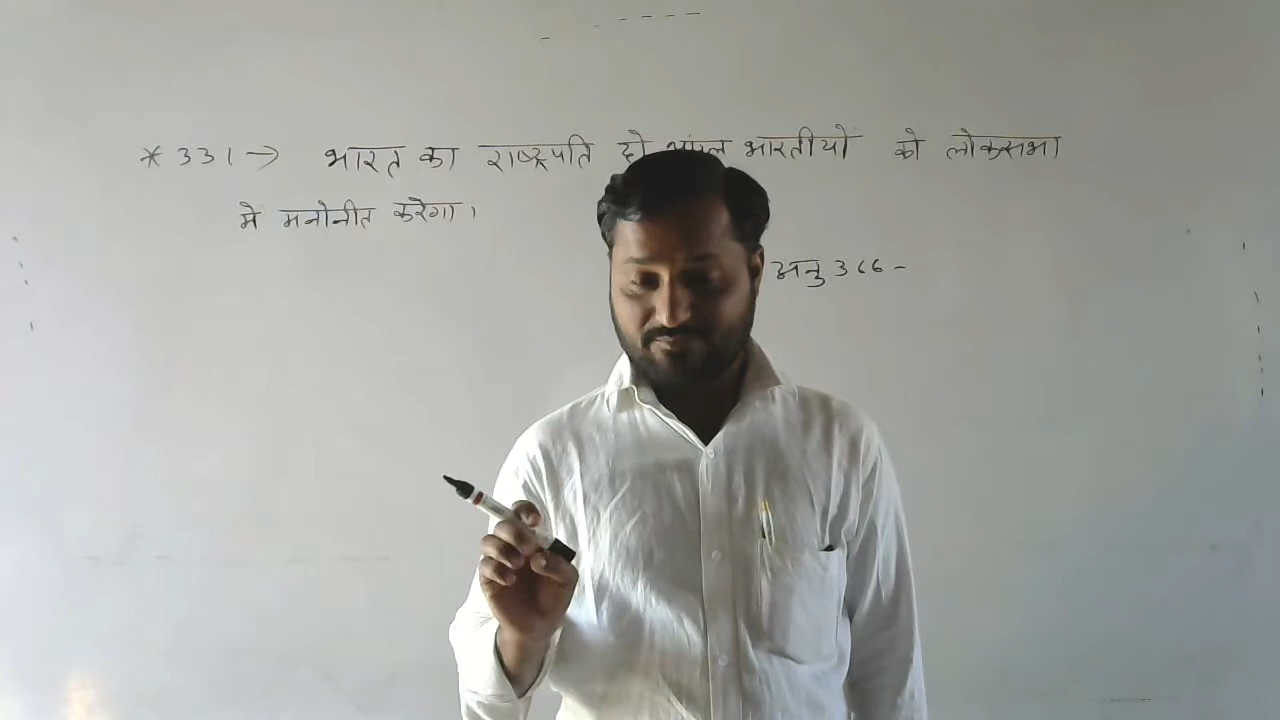 * 331 → भारत का राष्ट्रपति दो आंग्ल भारतीयो को लोकसभा
मे मनोनीत करेगा।
अनु 366 -